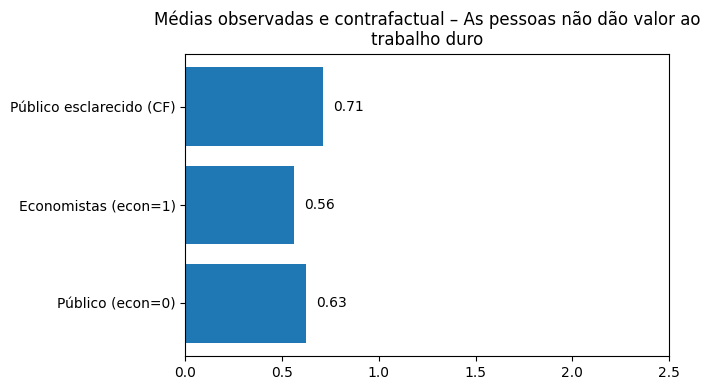 Médias observadas e contrafactual – As pessoas não dão valor ao
trabalho duro
Público esclarecido (CF)
0.71
Economistas (econ=1)
0.56
Público (econ=0)
0.63
0.0 0.5 1.0 1.5 2.0 2.5